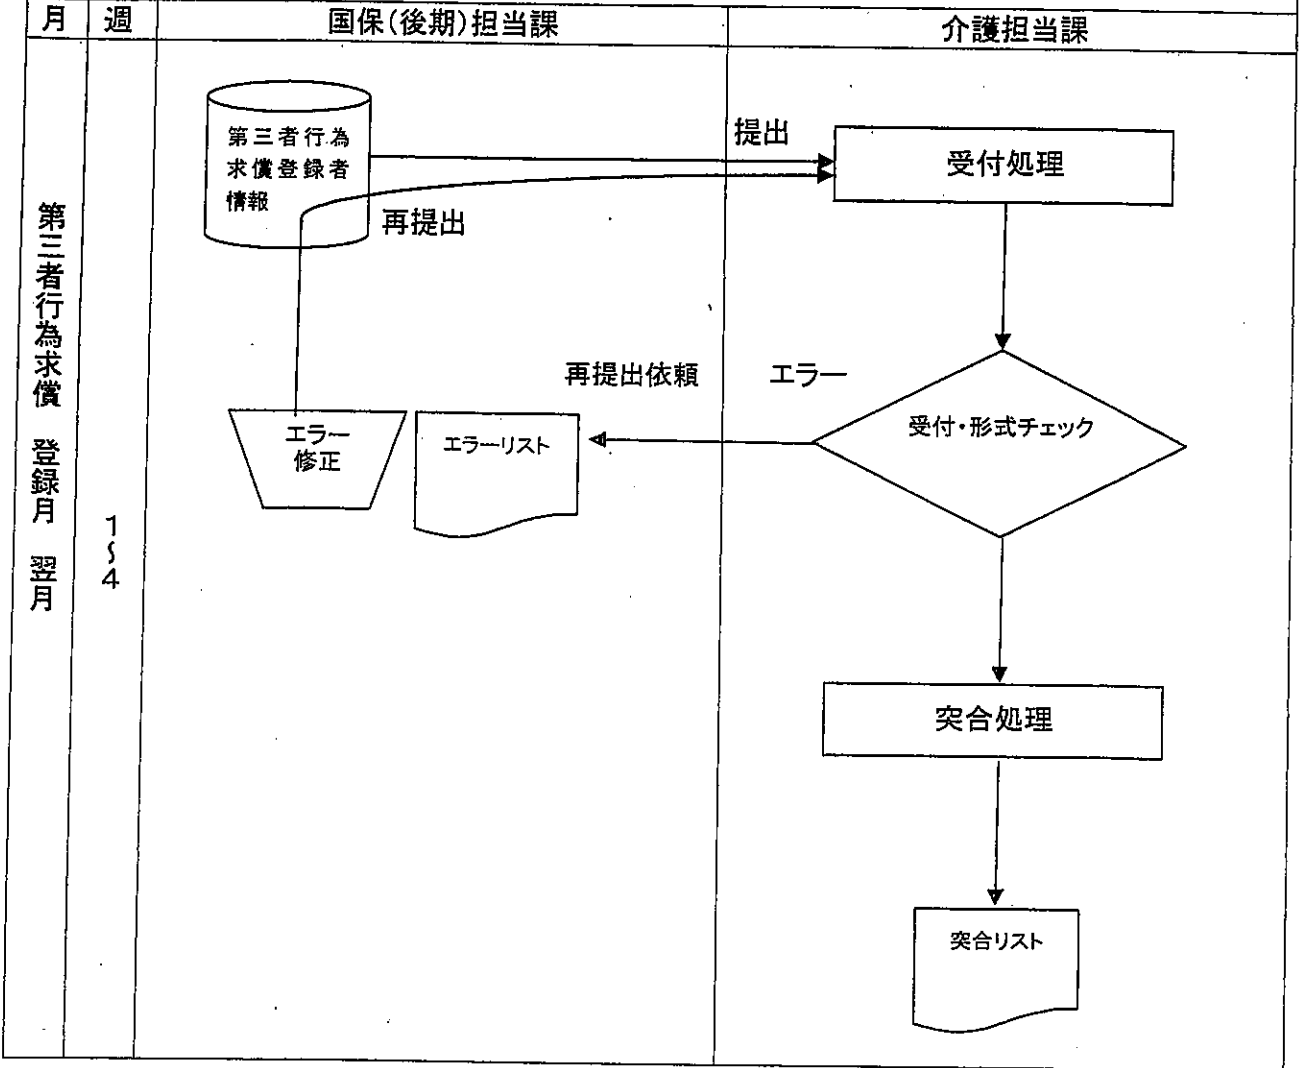 月
週
国保(後期)担当課
介護担当課
第三者行為求償 登録月 翌月
1~4
第三者行為
求償登録者
情報
提出
受付処理
再提出
再提出依頼
エラー
受付・形式チェック
エラー
修正
エラーリスト
突合処理
突合リスト